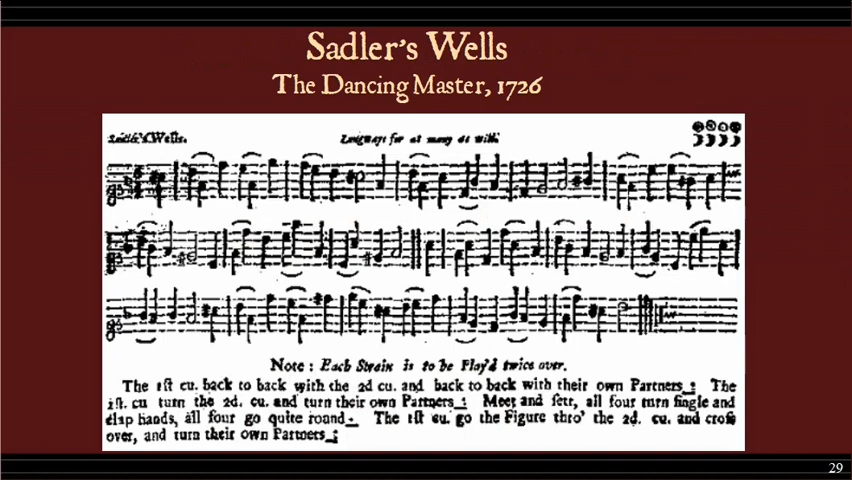 Sadler's Wells
The Dancing Master, 1726
Sadler's Wells. Longways for as many as will.
Note: Each Strain is to be Play'd twice over.
The 1st cu. back to back with the 2d cu. and back to back with their own Partners : The
1st. cu turn the 2d. cu. and turn their own Partners : Meet and sett, all four turn single and
clap hands, all four go quite round . The 1st cu. go the Figure thro' the 2d. cu. and cross
over, and turn their own Partners :
29